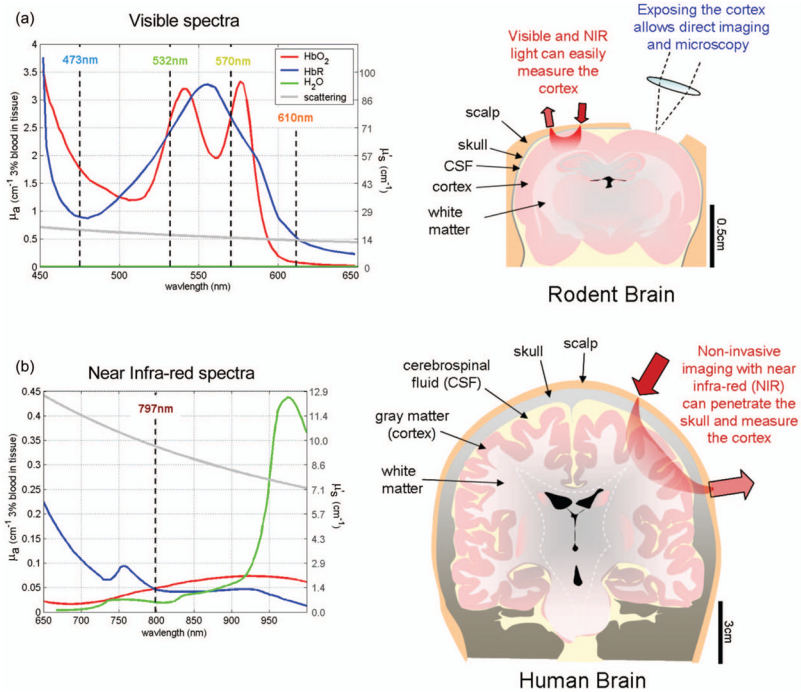 (a)
Visible spectra
μa (cm⁻¹ 3% blood in tissue)
4
3.5
3
2.5
2
1.5
1
0.5
0
473nm
532nm
570nm
610nm
HbO₂
HbR
H₂O
scattering
100
86
71
57
43
29
14
0
μ's (cm⁻¹)
450 500 550 600 650
wavlength (nm)
Visible and NIR
light can easily
measure the
cortex
Exposing the cortex
allows direct imaging
and microscopy
scalp
skull
CSF
cortex
white
matter
0.5cm
Rodent Brain
(b)
Near Infra-red spectra
μa (cm⁻¹ 3% blood in tissue)
0.45
0.4
0.35
0.3
0.25
0.2
0.15
0.1
0.05
0
797nm
12.9
11.4
10.0
8.6
7.2
5.7
4.3
2.9
1.4
0.0
μ's (cm⁻¹)
650 700 750 800 850 900 950
wavelength (nm)
cerebrospinal
fluid (CSF)
skull
scalp
gray matter
(cortex)
white
matter
Non-invasive
imaging with near
infra-red (NIR)
can penetrate the
skull and measure
the cortex
3cm
Human Brain